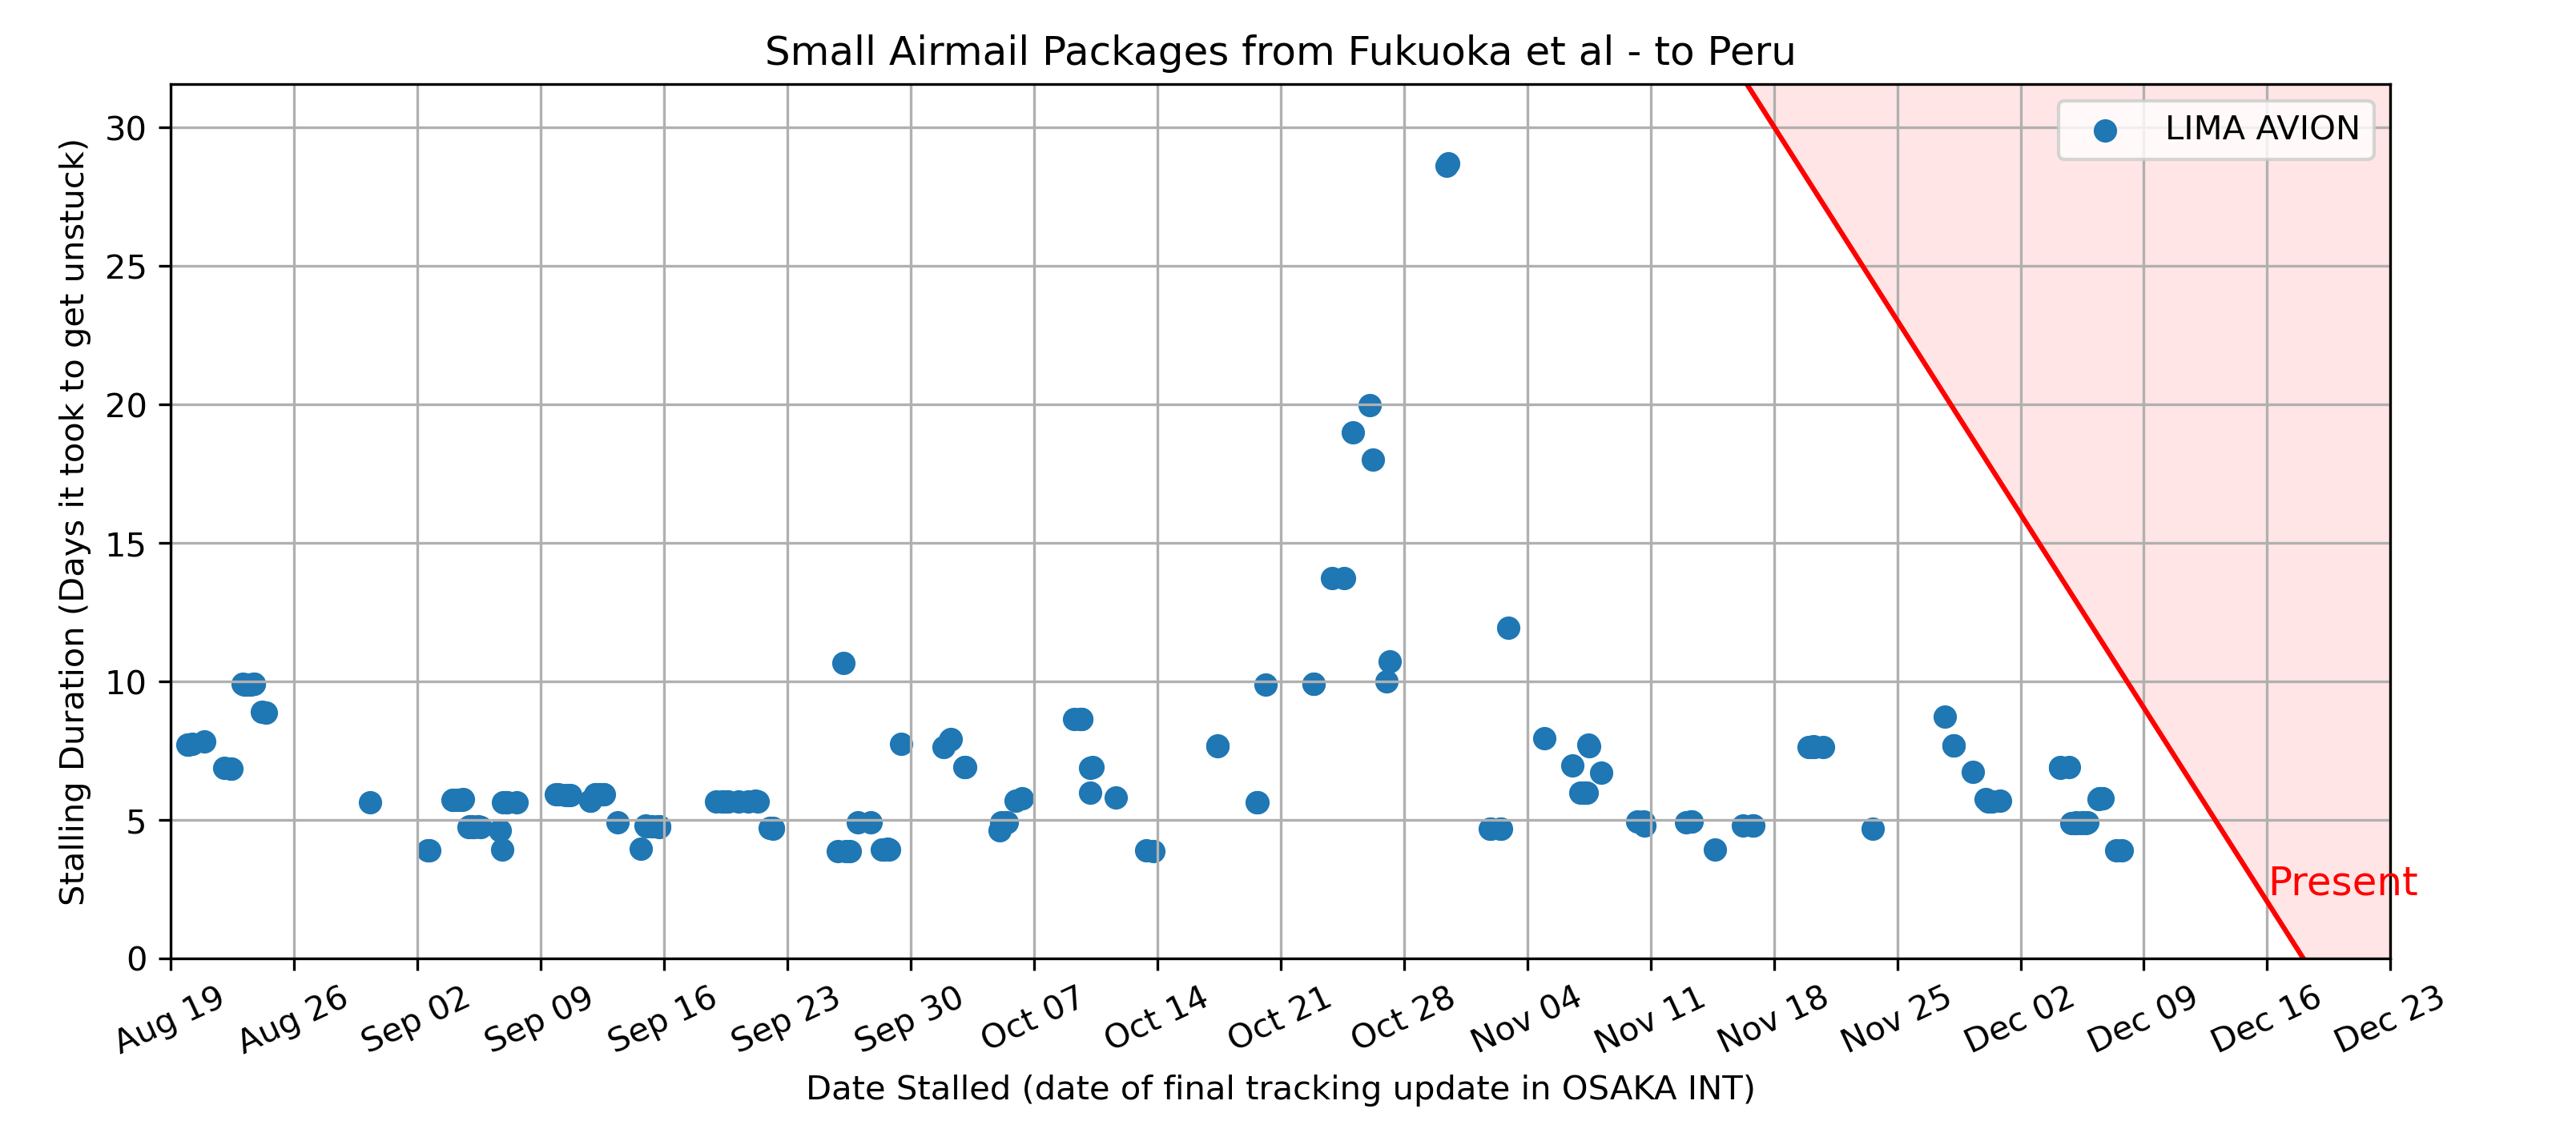 Small Airmail Packages from Fukuoka et al - to Peru
Stalling Duration (Days it took to get unstuck)
30
25
20
15
10
5
0
LIMA AVION
Present
Aug 19
Aug 26
Sep 02
Sep 09
Sep 16
Sep 23
Sep 30
Oct 07
Oct 14
Oct 21
Oct 28
Nov 04
Nov 11
Nov 18
Nov 25
Dec 02
Dec 09
Dec 16
Dec 23
Date Stalled (date of final tracking update in OSAKA INT)